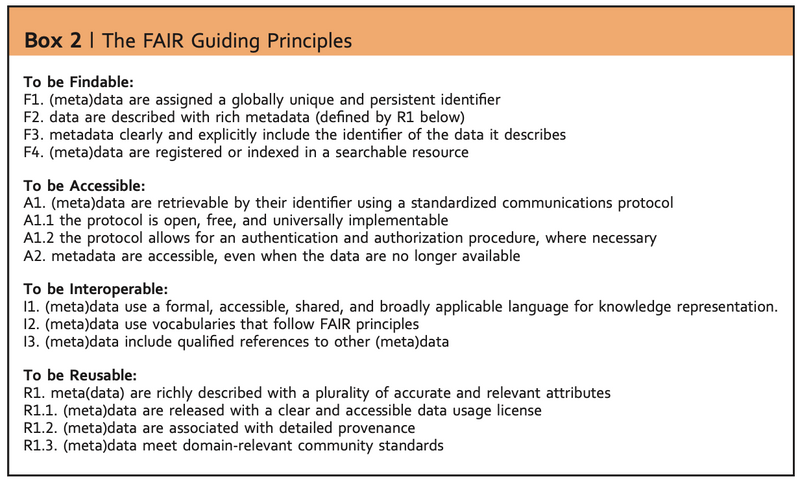 Box 2 | The FAIR Guiding Principles
To be Findable:
F1. (meta)data are assigned a globally unique and persistent identifier
F2. data are described with rich metadata (defined by R1 below)
F3. metadata clearly and explicitly include the identifier of the data it describes
F4. (meta)data are registered or indexed in a searchable resource
To be Accessible:
A1. (meta)data are retrievable by their identifier using a standardized communications protocol
A1.1 the protocol is open, free, and universally implementable
A1.2 the protocol allows for an authentication and authorization procedure, where necessary
A2. metadata are accessible, even when the data are no longer available
To be Interoperable:
I1. (meta)data use a formal, accessible, shared, and broadly applicable language for knowledge representation.
I2. (meta)data use vocabularies that follow FAIR principles
I3. (meta)data include qualified references to other (meta)data
To be Reusable:
R1. meta(data) are richly described with a plurality of accurate and relevant attributes
R1.1. (meta)data are released with a clear and accessible data usage license
R1.2. (meta)data are associated with detailed provenance
R1.3. (meta)data meet domain-relevant community standards